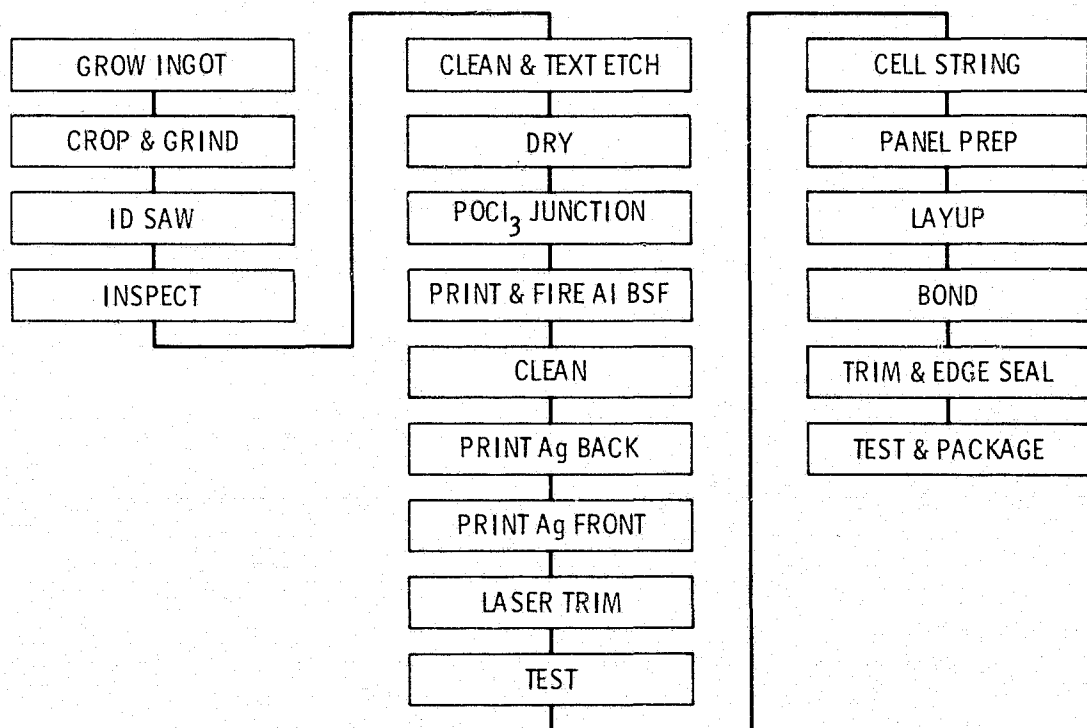 GROW INGOT
CROP & GRIND
ID SAW
INSPECT
CLEAN & TEXT ETCH
DRY
POCl₃ JUNCTION
PRINT & FIRE Al BSF
CLEAN
PRINT Ag BACK
PRINT Ag FRONT
LASER TRIM
TEST
CELL STRING
PANEL PREP
LAYUP
BOND
TRIM & EDGE SEAL
TEST & PACKAGE